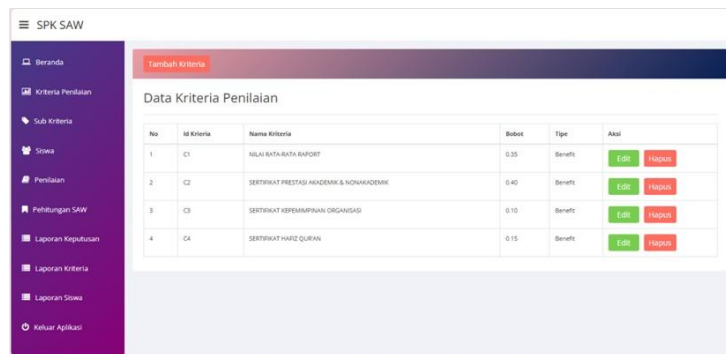 SPK SAW
Beranda
Kriteria Penilaian
Sub Kriteria
Siswa
Penilaian
Pehitungan SAW
Laporan Keputusan
Laporan Kriteria
Laporan Siswa
Keluar Aplikasi
Tambah Kriteria
Data Kriteria Penilaian
No Id Krieria Nama Kriteria Bobot Tipe Aksi
1 C1 NILAI RATA-RATA RAPORT 0.35 Benefit Edit Hapus
2 C2 SERTIFIKAT PRESTASI AKADEMIK & NONAKADEMIK 0.40 Benefit Edit Hapus
3 C3 SERTIFIKAT KEPEMIMPINAN ORGANISASI 0.10 Benefit Edit Hapus
4 C4 SERTIFIKAT HAFIZ QUR'AN 0.15 Benefit Edit Hapus